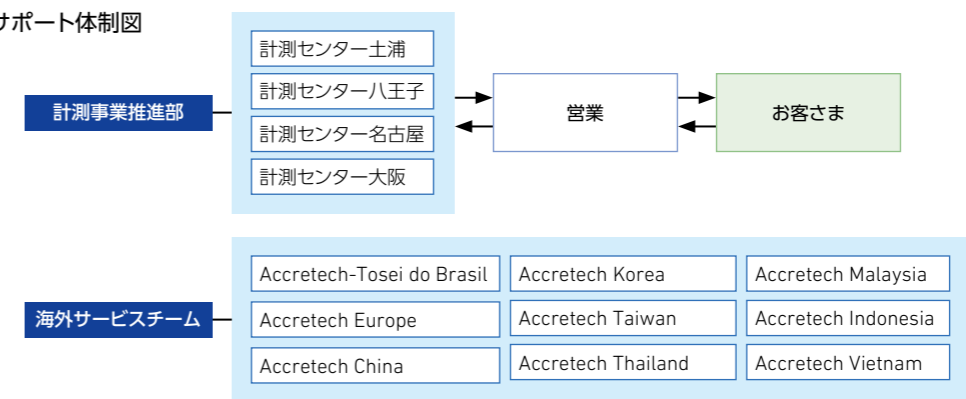 サポート体制図
計測事業推進部
計測センター土浦
計測センター八王子
計測センター名古屋
計測センター大阪
営業
お客さま
海外サービスチーム
Accretech-Tosei do Brasil
Accretech Korea
Accretech Malaysia
Accretech Europe
Accretech Taiwan
Accretech Indonesia
Accretech China
Accretech Thailand
Accretech Vietnam